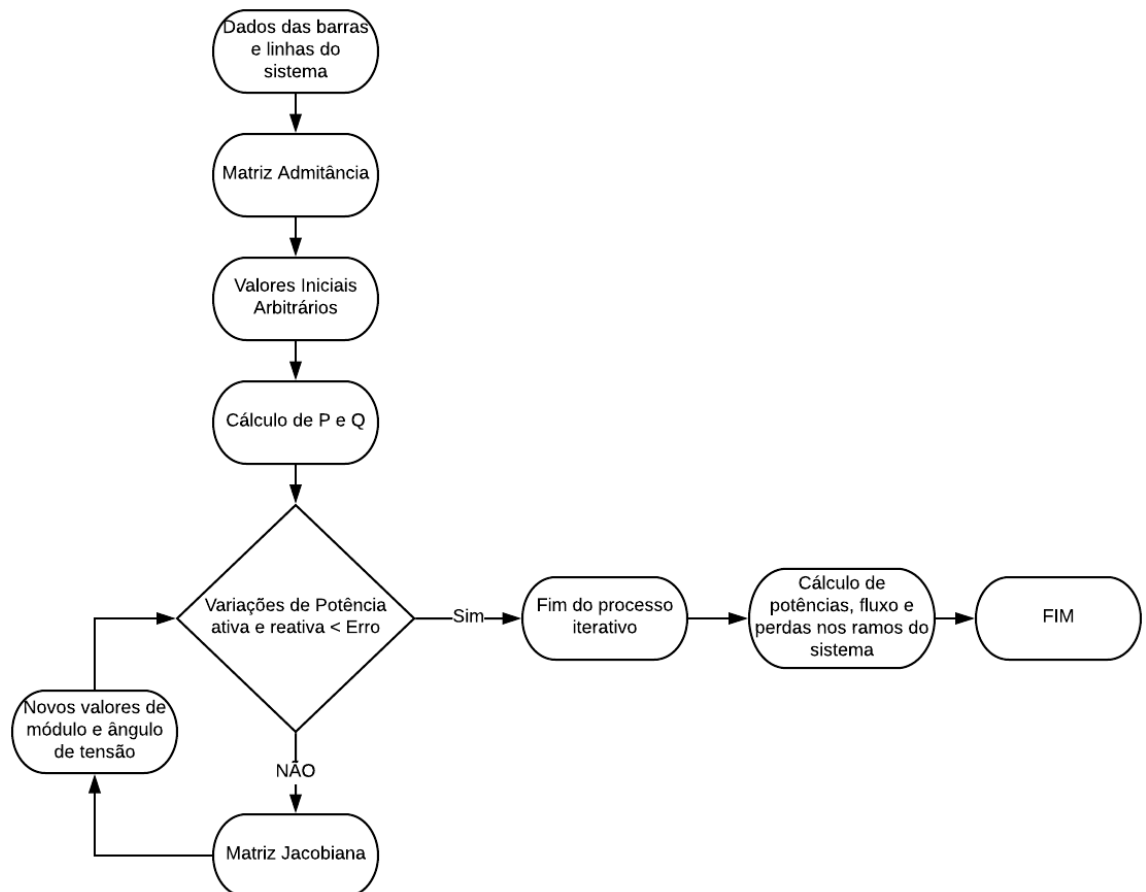 Dados das barras
e linhas do
sistema
Matriz Admitância
Valores Iniciais
Arbitrários
Cálculo de P e Q
Variações de Potência
ativa e reativa < Erro
Sim
Fim do processo
iterativo
Cálculo de
potências, fluxo e
perdas nos ramos do
sistema
FIM
Novos valores de
módulo e ângulo
de tensão
NÃO
Matriz Jacobiana